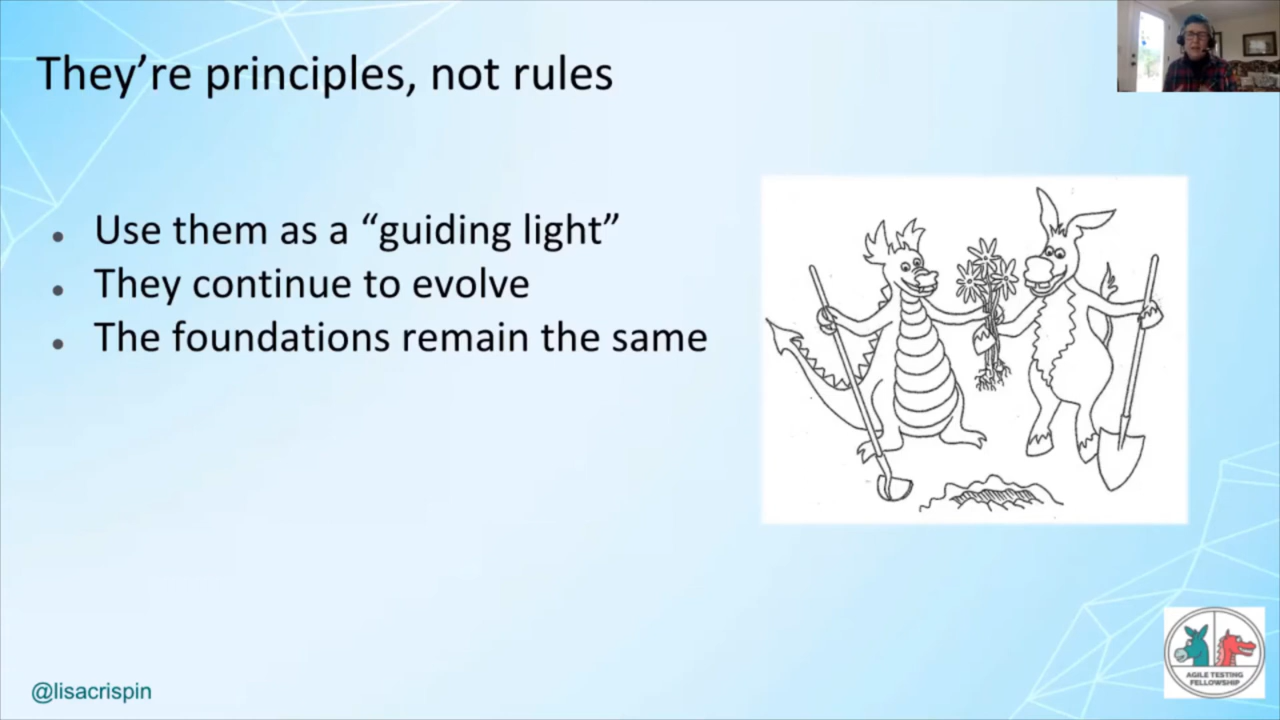 They’re principles, not rules
Use them as a “guiding light”
They continue to evolve
The foundations remain the same
AGILE TESTING
FELLOWSHIP
@lisacrispin